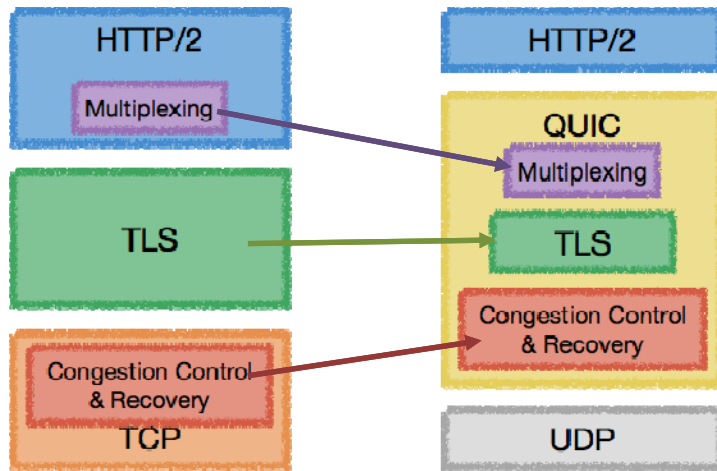 HTTP/2
Multiplexing
TLS
Congestion Control
& Recovery
TCP
HTTP/2
QUIC
Multiplexing
TLS
Congestion Control
& Recovery
UDP